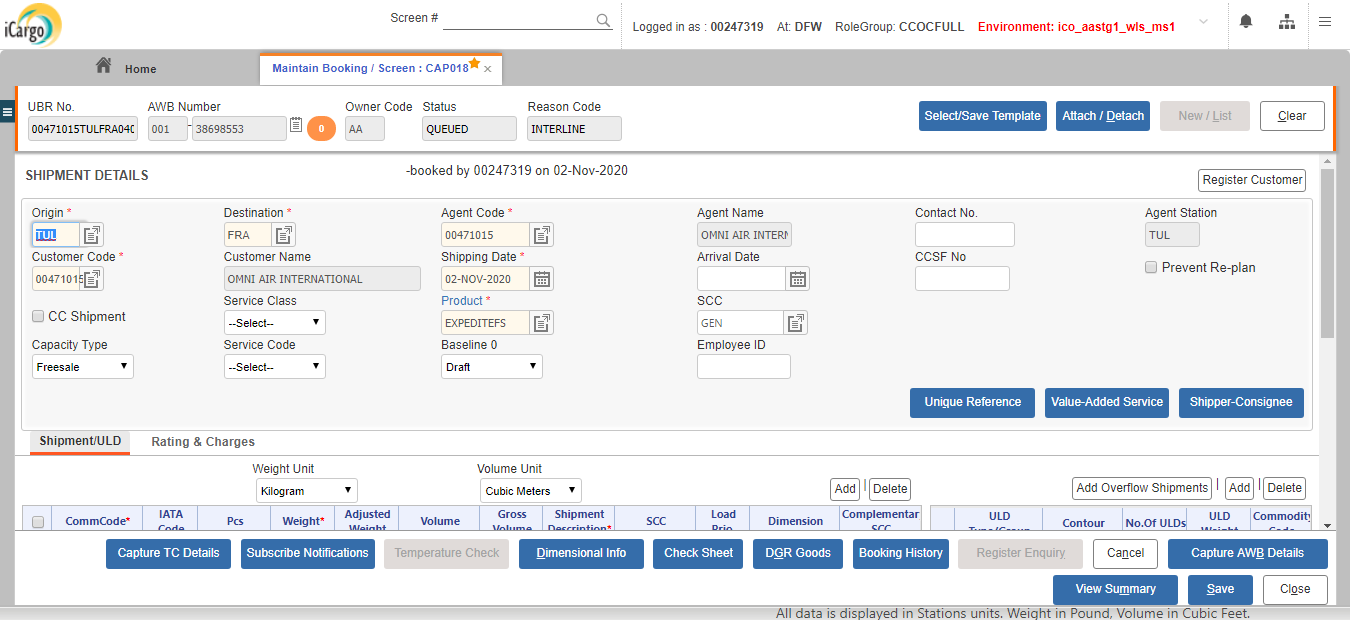 iCargo
Screen #
Logged in as : 00247319 At: DFW RoleGroup: CCOCFULL Environment: ico_aastg1_wls_ms1
Home
Maintain Booking / Screen : CAP018
UBR No. AWB Number Owner Code Status Reason Code
00471015TULFRA040 001 - 38698553 0 AA QUEUED INTERLINE
Select/Save Template Attach / Detach New / List Clear
SHIPMENT DETAILS
-booked by 00247319 on 02-Nov-2020
Register Customer
Origin * Destination * Agent Code * Agent Name Contact No. Agent Station
TUL FRA 00471015 OMNI AIR INTERN TUL
Customer Code * Customer Name Shipping Date * Arrival Date CCSF No
00471015 OMNI AIR INTERNATIONAL 02-NOV-2020 Prevent Re-plan
Service Class Product * SCC
CC Shipment --Select-- EXPEDITEFS GEN
Capacity Type Service Code Baseline 0 Employee ID
Freesale --Select-- Draft
Unique Reference Value-Added Service Shipper-Consignee
Shipment/ULD Rating & Charges
Weight Unit Volume Unit
Kilogram Cubic Meters Add | Delete Add Overflow Shipments | Add | Delete
CommCode* IATA Code Pcs Weight* Adjusted Weight Volume Gross Volume Shipment Description* SCC Load Prio Dimension Complementar SCC ULD Type/Group Contour No.Of ULDs ULD Weight Commodity Code
Capture TC Details Subscribe Notifications Temperature Check Dimensional Info Check Sheet DGR Goods Booking History Register Enquiry Cancel Capture AWB Details
View Summary Save Close
All data is displayed in Stations units. Weight in Pound, Volume in Cubic Feet.